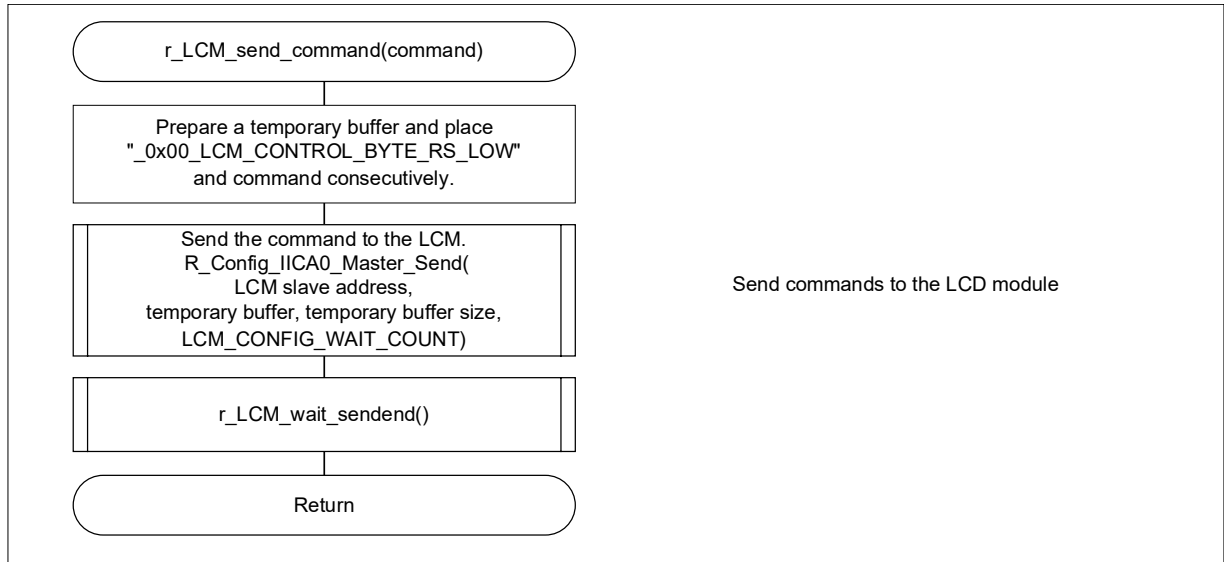 r_LCM_send_command(command)
Prepare a temporary buffer and place
"_0x00_LCM_CONTROL_BYTE_RS_LOW"
and command consecutively.
Send the command to the LCM.
R_Config_IICA0_Master_Send(
LCM slave address,
temporary buffer, temporary buffer size,
LCM_CONFIG_WAIT_COUNT)
Send commands to the LCD module
r_LCM_wait_sendend()
Return